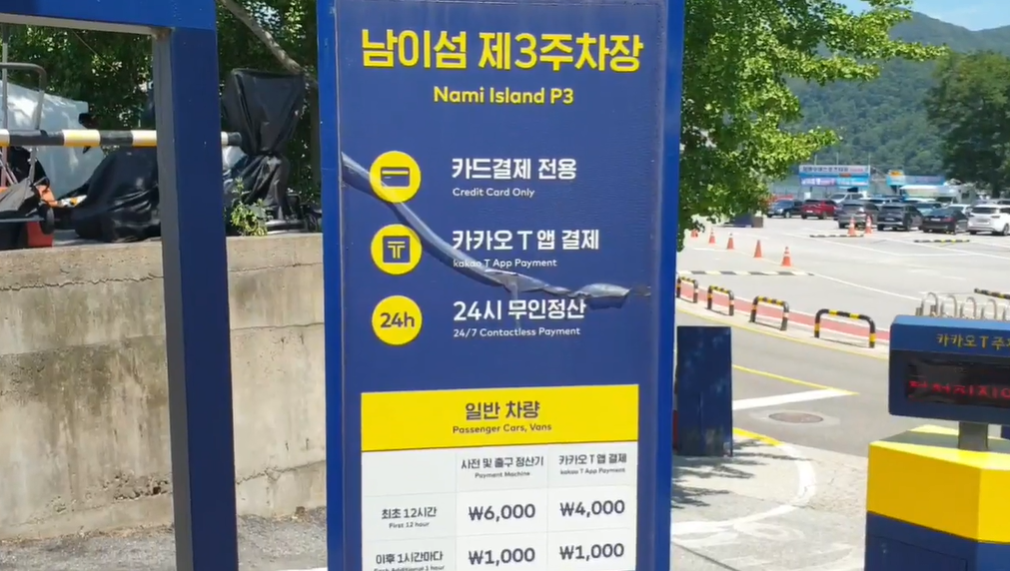 남이섬 제3주차장
Nami Island P3
카드결제 전용
Credit Card Only
카카오 T 앱 결제
kakao T App Payment
24h
24시 무인정산
24/7 Contactless Payment
일반 차량
Passenger Cars, Vans
사전 및 출구 정산기
Payment Machine
카카오 T 앱 결제
kakao T App Payment
최초 12시간
First 12 hour
₩6,000
₩4,000
이후 1시간마다
Each Additional 1 hour
₩1,000
₩1,000
카카오 T